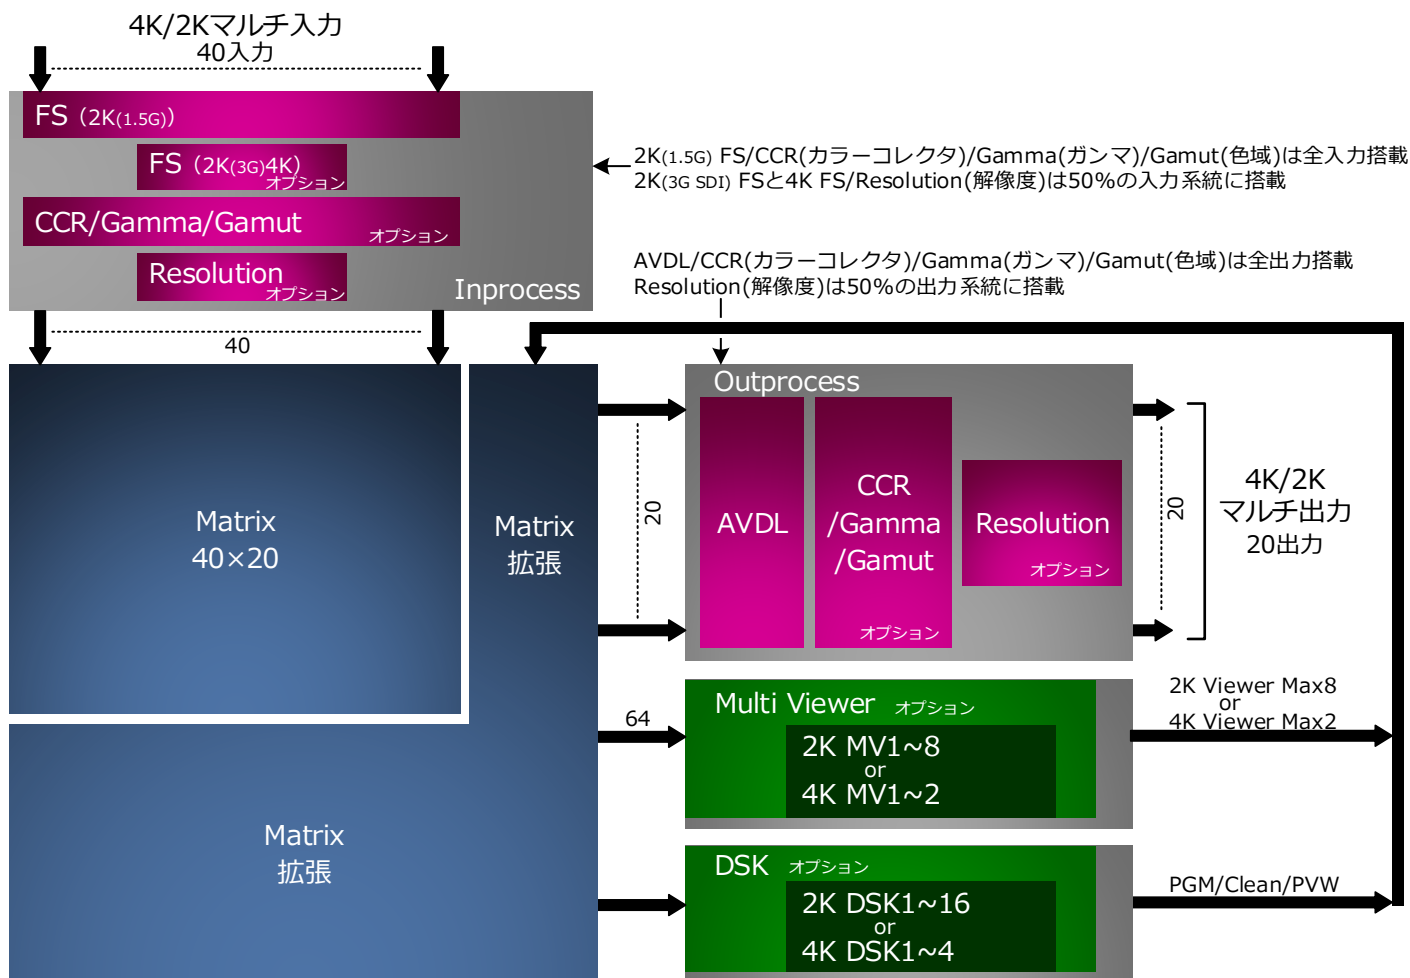 4K/2Kマルチ入力
40入力
FS（2K(1.5G)）
FS（2K(3G)4K）
オプション
CCR/Gamma/Gamut オプション
Resolution
オプション
Inprocess
2K(1.5G) FS/CCR(カラーコレクタ)/Gamma(ガンマ)/Gamut(色域)は全入力搭載
2K(3G SDI) FSと4K FS/Resolution(解像度)は50%の入力系統に搭載
AVDL/CCR(カラーコレクタ)/Gamma(ガンマ)/Gamut(色域)は全出力搭載
Resolution(解像度)は50%の出力系統に搭載
40
Matrix
40×20
Matrix
拡張
Matrix
拡張
20
Outprocess
AVDL
CCR
/Gamma
/Gamut
オプション
Resolution
オプション
20
4K/2K
マルチ出力
20出力
64
Multi Viewer オプション
2K MV1~8
or
4K MV1~2
2K Viewer Max8
or
4K Viewer Max2
DSK オプション
2K DSK1~16
or
4K DSK1~4
PGM/Clean/PVW